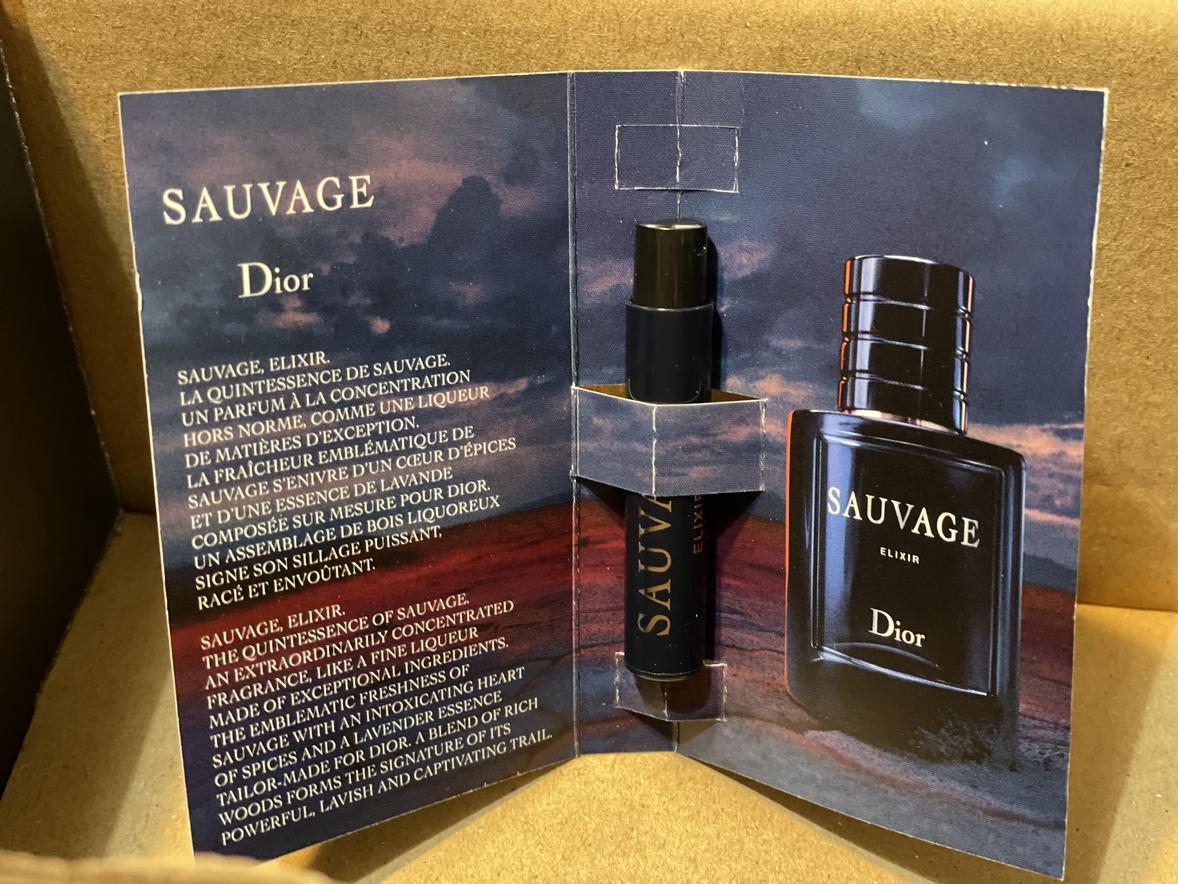 SAUVAGE
Dior
SAUVAGE, ELIXIR.
LA QUINTESSENCE DE SAUVAGE.
UN PARFUM À LA CONCENTRATION
HORS NORME, COMME UNE LIQUEUR
DE MATIÈRES D'EXCEPTION.
LA FRAÎCHEUR EMBLÉMATIQUE DE
SAUVAGE S'ENIVRE D'UN CŒUR D'ÉPICES
ET D'UNE ESSENCE DE LAVANDE
COMPOSÉE SUR MESURE POUR DIOR.
UN ASSEMBLAGE DE BOIS LIQUOREUX
SIGNE SON SILLAGE PUISSANT,
RACÉ ET ENVOÛTANT.
SAUVAGE, ELIXIR.
THE QUINTESSENCE OF SAUVAGE.
AN EXTRAORDINARILY CONCENTRATED
FRAGRANCE, LIKE A FINE LIQUEUR
MADE OF EXCEPTIONAL INGREDIENTS.
THE EMBLEMATIC FRESHNESS OF
SAUVAGE WITH AN INTOXICATING HEART
OF SPICES AND A LAVENDER ESSENCE
TAILOR-MADE FOR DIOR. A BLEND OF RICH
WOODS FORMS THE SIGNATURE OF ITS
POWERFUL, LAVISH AND CAPTIVATING TRAIL.
SAUVA
ELIXIR
SAUVAGE
ELIXIR
Dior